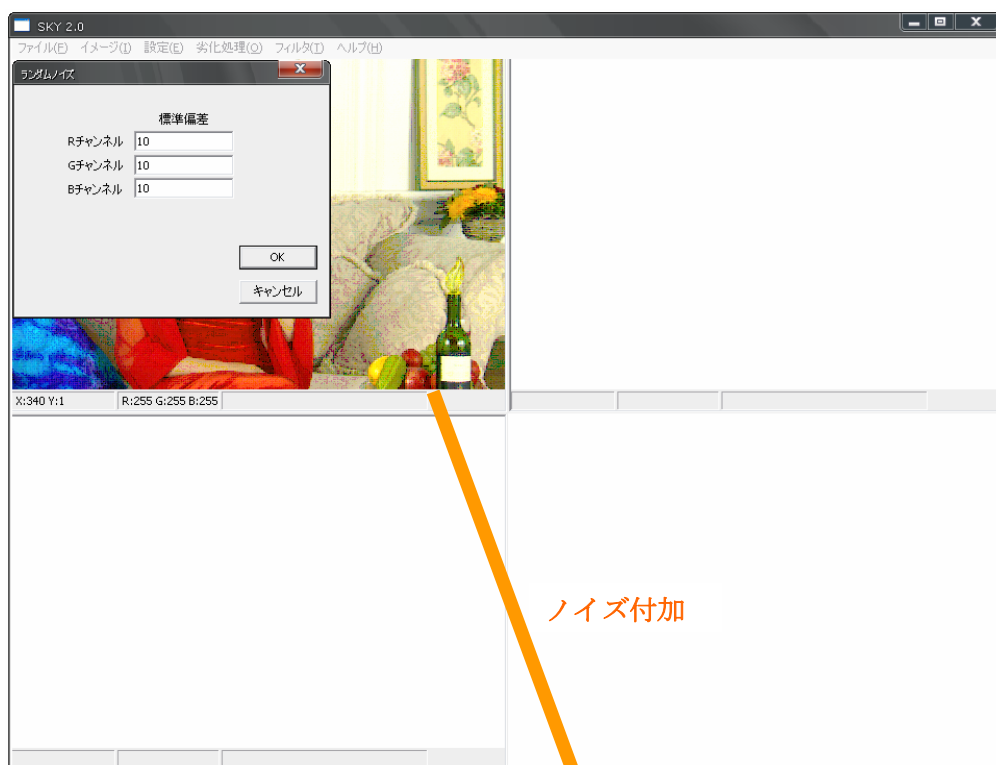 SKY 2.0
ファイル(F) イメージ(I) 設定(E) 劣化処理(O) フィルタ(T) ヘルプ(H)
ランダムノイズ
標準偏差
Rチャンネル 10
Gチャンネル 10
Bチャンネル 10
OK
キャンセル
X:340 Y:1 R:255 G:255 B:255
ノイズ付加